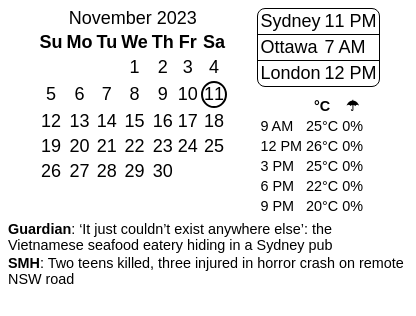 November 2023
Su Mo Tu We Th Fr Sa
1 2 3 4
5 6 7 8 9 10 11
12 13 14 15 16 17 18
19 20 21 22 23 24 25
26 27 28 29 30
Sydney 11 PM
Ottawa 7 AM
London 12 PM
°C ☂
9 AM 25°C 0%
12 PM 26°C 0%
3 PM 25°C 0%
6 PM 22°C 0%
9 PM 20°C 0%
Guardian: ‘It just couldn’t exist anywhere else’: the
Vietnamese seafood eatery hiding in a Sydney pub
SMH: Two teens killed, three injured in horror crash on remote
NSW road